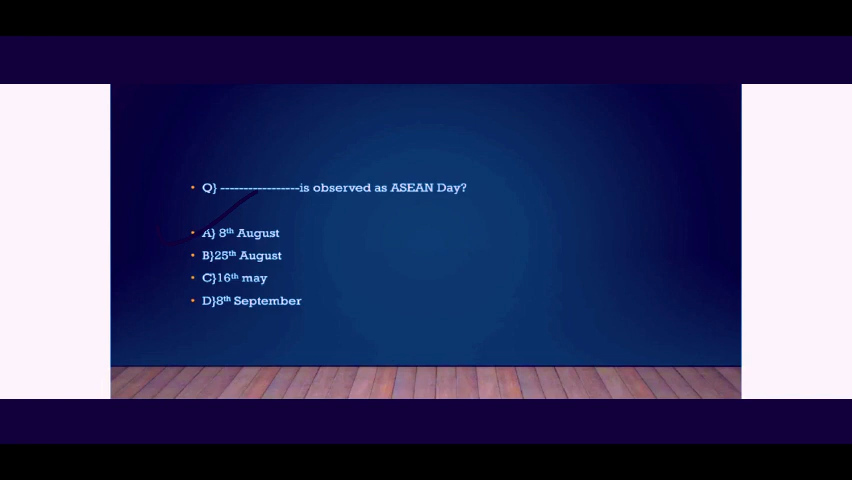 Q} -----------------is observed as ASEAN Day?
A} 8th August
B}25th August
C}16th may
D}8th September